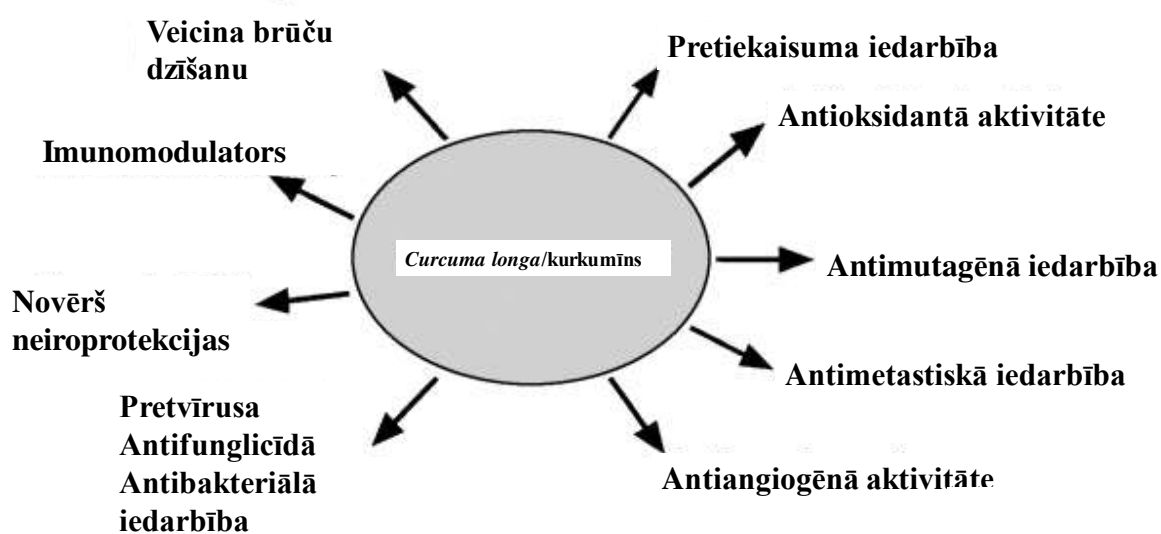 Veicina brūču
dzīšanu
Pretiekaisuma iedarbība
Antioksidantā aktivitāte
Imunomodulators
Curcuma longa/kurkumīns
Antimutagēnā iedarbība
Novērš
neiroprotekcijas
Antimetastiskā iedarbība
Pretvīrusa
Antifunglicīdā
Antibakteriālā
iedarbība
Antiangiogēnā aktivitāte